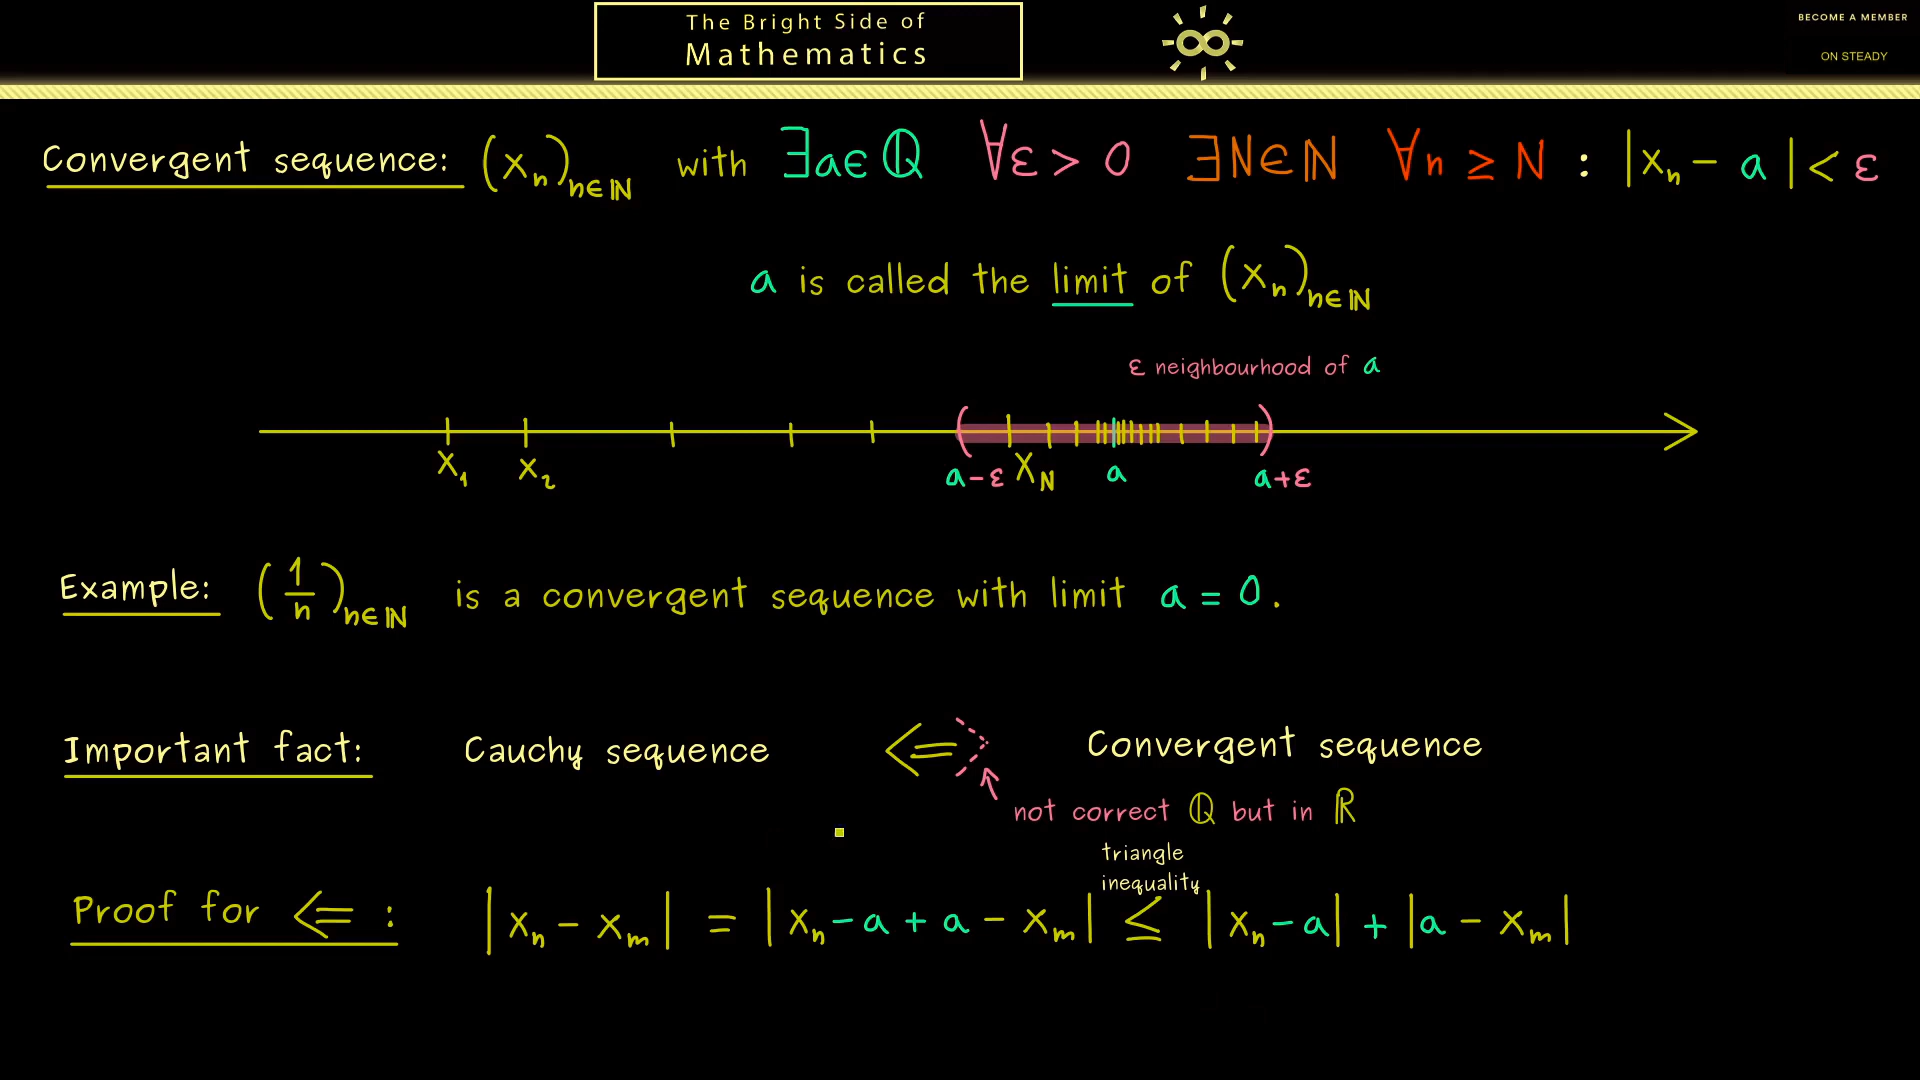 The Bright Side of
Mathematics
BECOME A MEMBER
ON STEADY
Convergent sequence: (xₙ)ₙ∈ℕ with ∃a∈ℚ ∀ε > 0 ∃N∈ℕ ∀n ≥ N : |xₙ − a| < ε
a is called the limit of (xₙ)ₙ∈ℕ
ε neighbourhood of a
x₁ x₂ a−ε x_N a a+ε
Example: (1/n)ₙ∈ℕ is a convergent sequence with limit a = 0.
Important fact: Cauchy sequence ⇐ Convergent sequence
not correct ℚ but in ℝ
triangle
inequality
Proof for ⇐ : |xₙ − xₘ| = |xₙ − a + a − xₘ| ≤ |xₙ − a| + |a − xₘ|